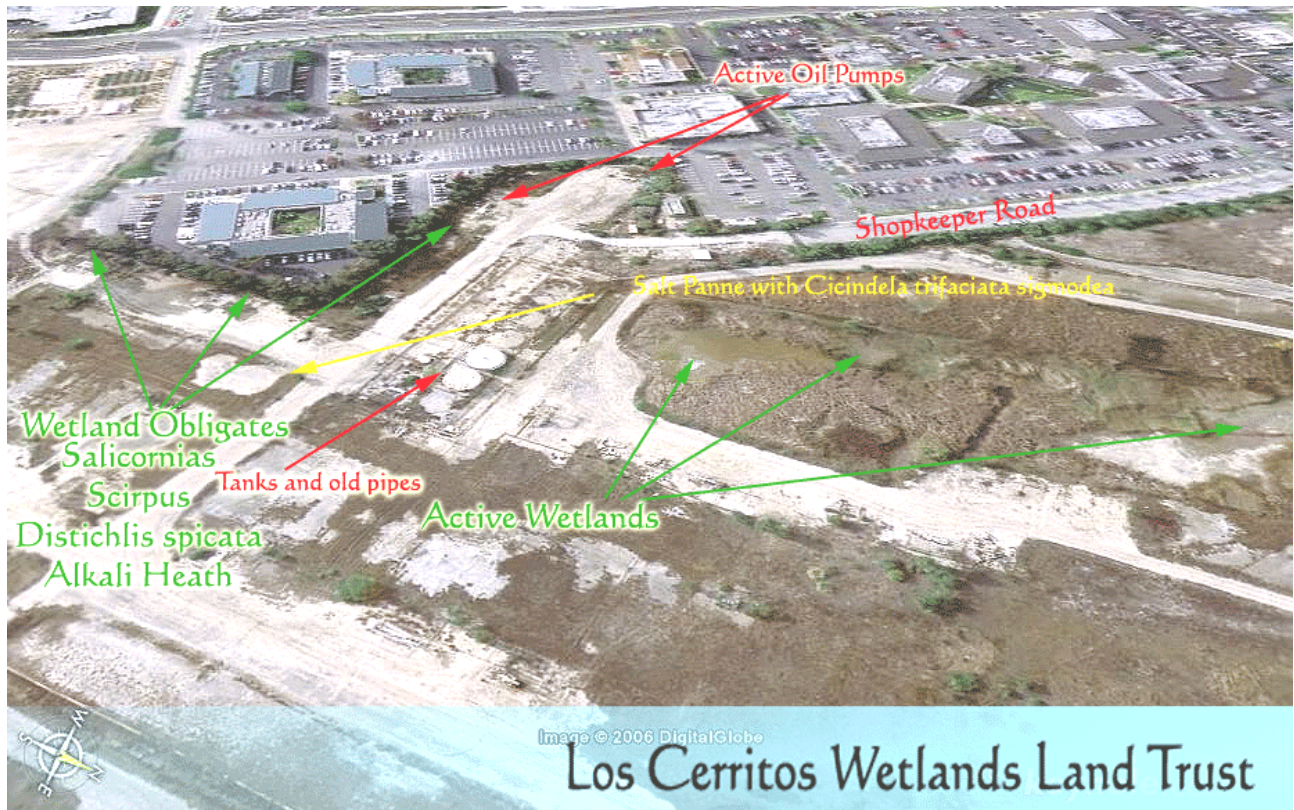 Active Oil Pumps
Shopkeeper Road
Salt Panne with Cicindela trifaciata sigmodea
Wetland Obligates
Salicornias
Scirpus
Distichlis spicata
Alkali Heath
Tanks and old pipes
Active Wetlands
W
S
N
E
Image © 2006 DigitalGlobe
Los Cerritos Wetlands Land Trust